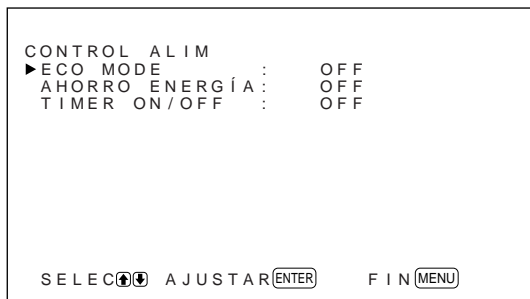 CONTROL ALIM
▶ECO MODE : OFF
AHORRO ENERGÍA: OFF
TIMER ON/OFF : OFF
SELEC⬆⬇ AJUSTAR ENTER FIN MENU